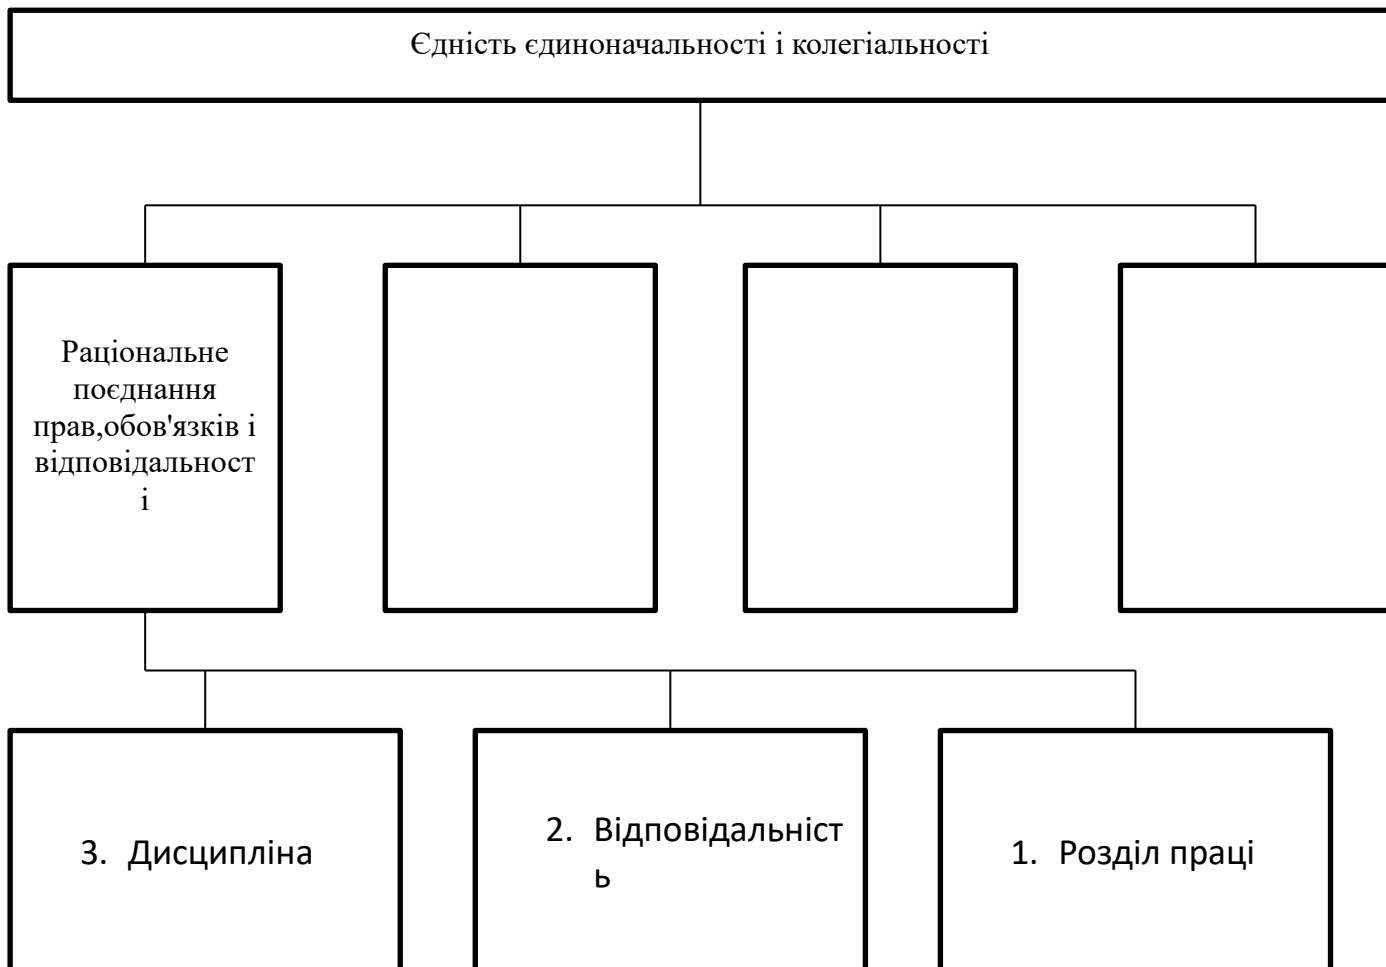 Єдність єдиноначальності і колегіальності
Раціональне
поєднання
прав,обов'язків і
відповідальност
і
3. Дисципліна
2. Відповідальніст
ь
1. Розділ праці